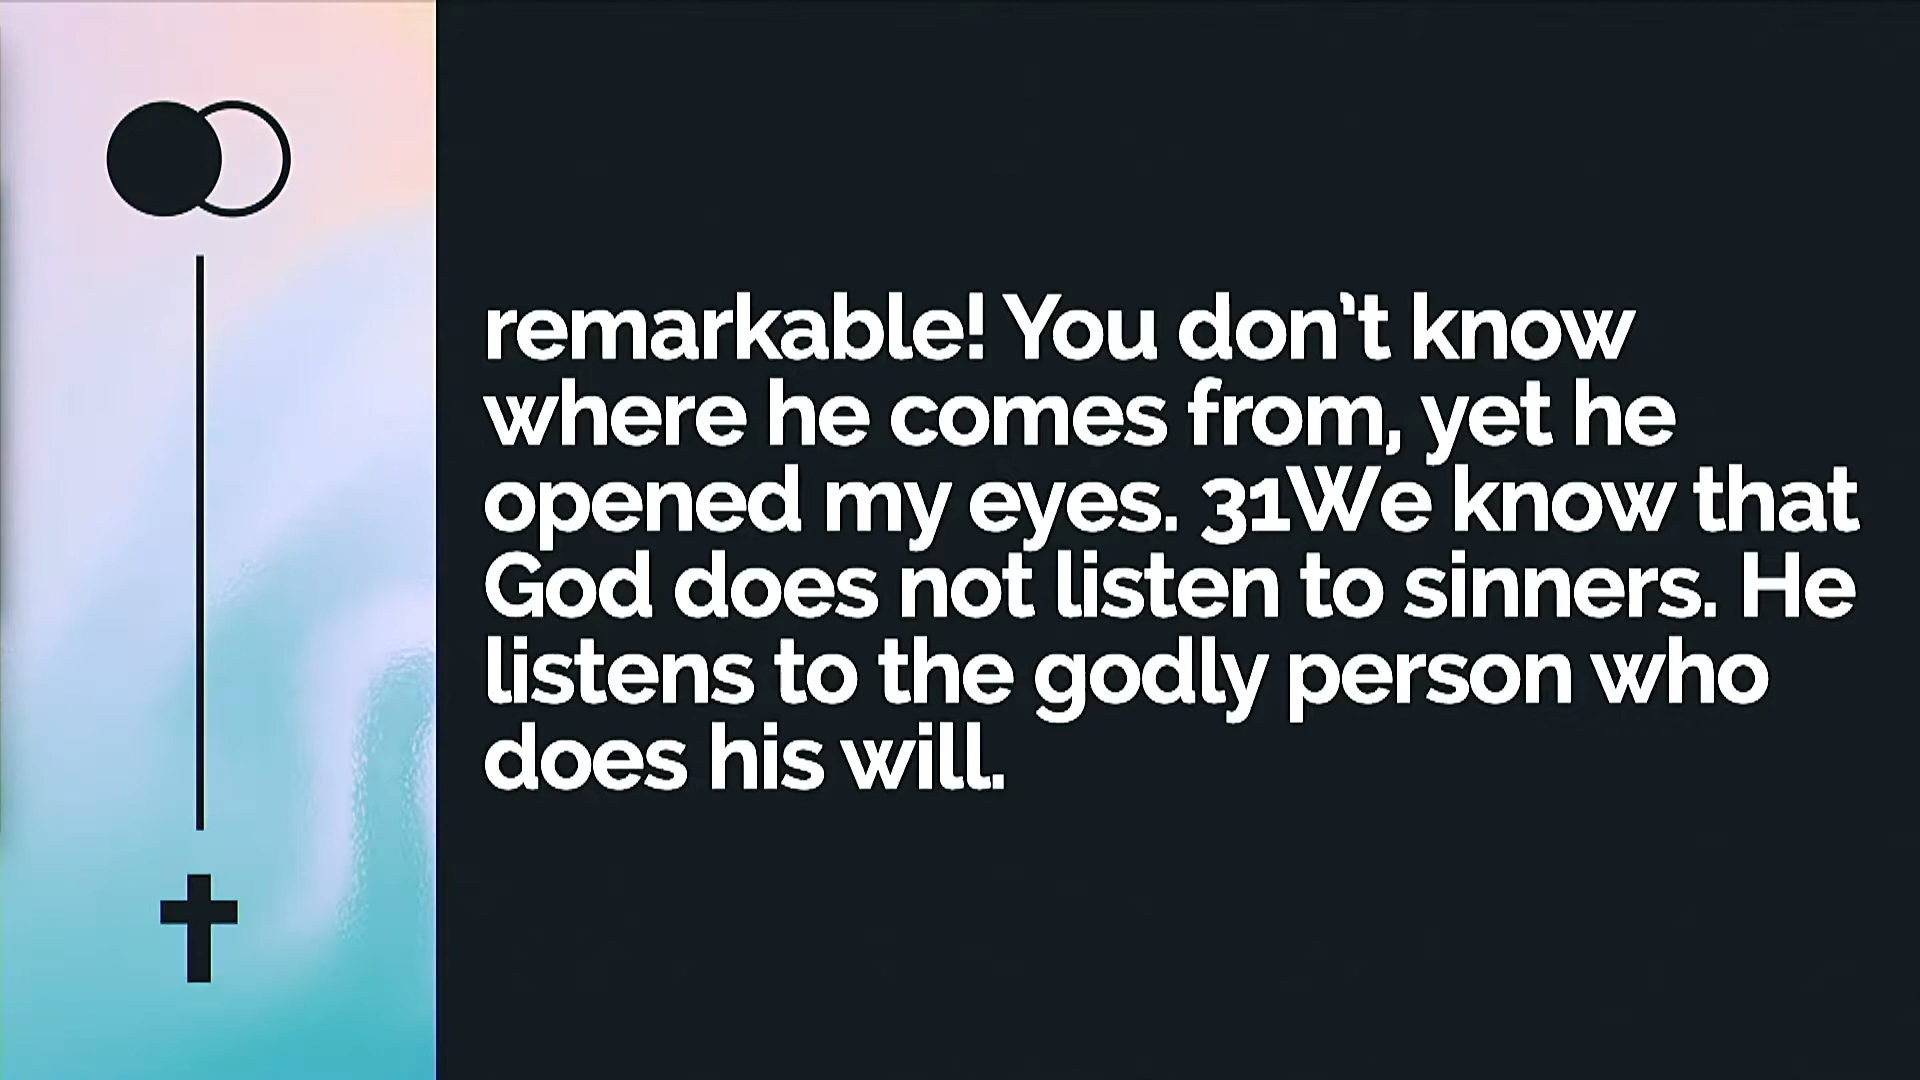 remarkable! You don’t know
where he comes from, yet he
opened my eyes. 31We know that
God does not listen to sinners. He
listens to the godly person who
does his will.